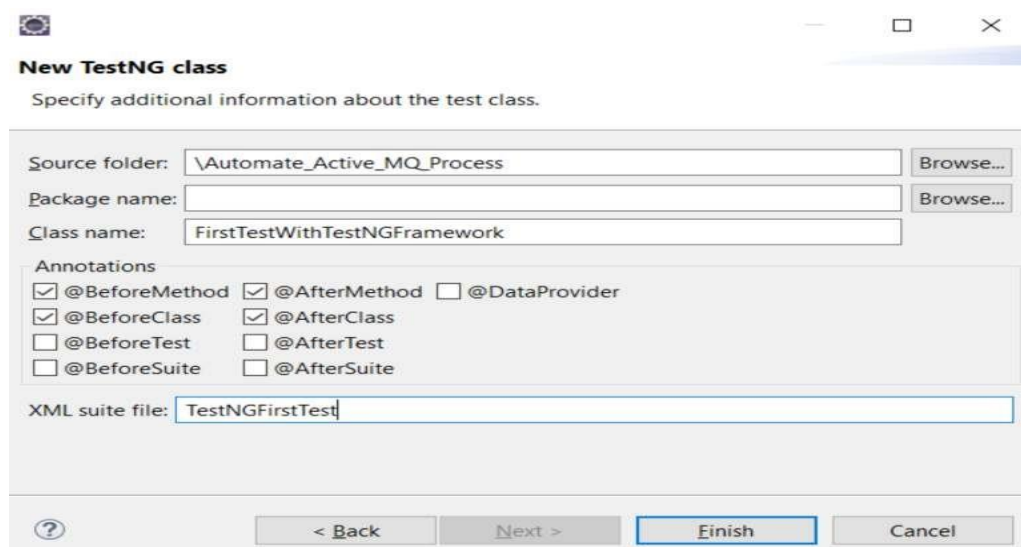 New TestNG class
Specify additional information about the test class.
Source folder: \Automate_Active_MQ_Process Browse...
Package name: Browse...
Class name: FirstTestWithTestNGFramework
Annotations
@BeforeMethod @AfterMethod @DataProvider
@BeforeClass @AfterClass
@BeforeTest @AfterTest
@BeforeSuite @AfterSuite
XML suite file: TestNGFirstTest
? < Back Next > Finish Cancel